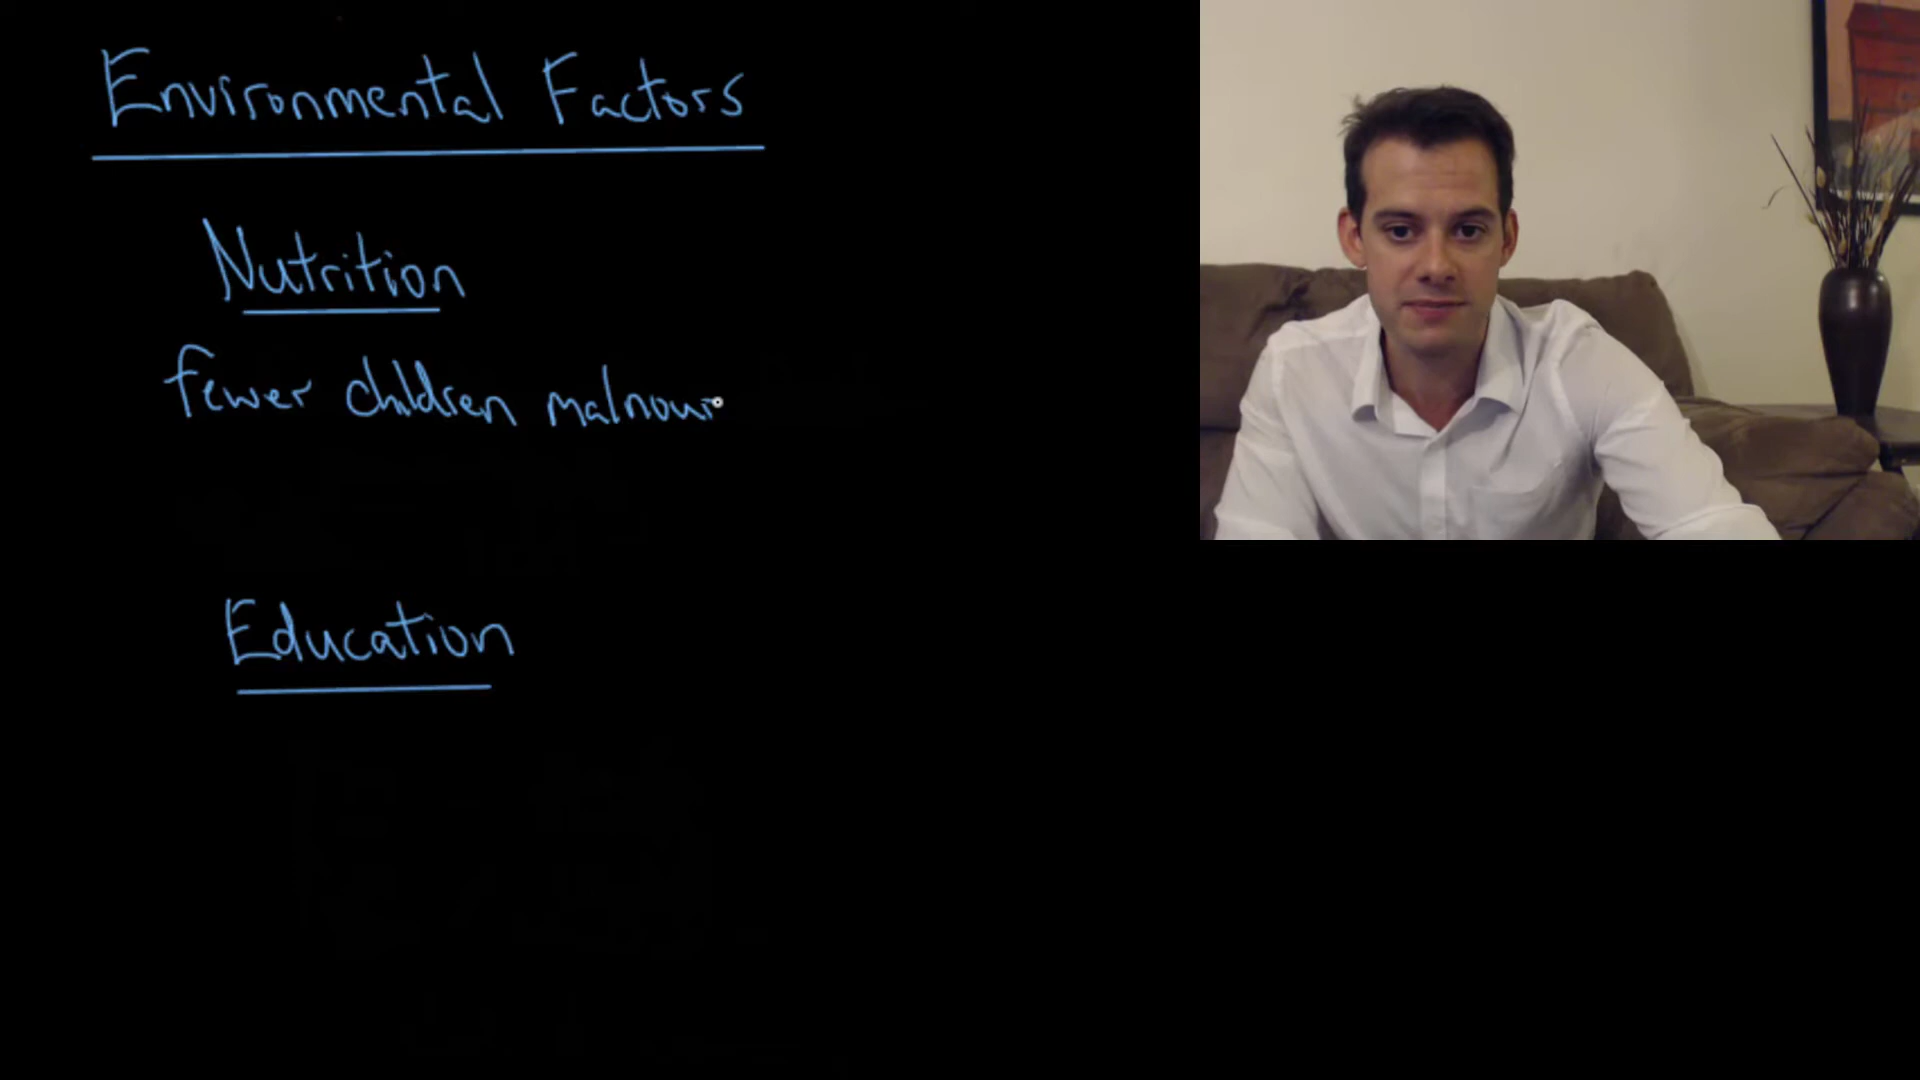 Environmental Factors
Nutrition
fewer children malnour
Education